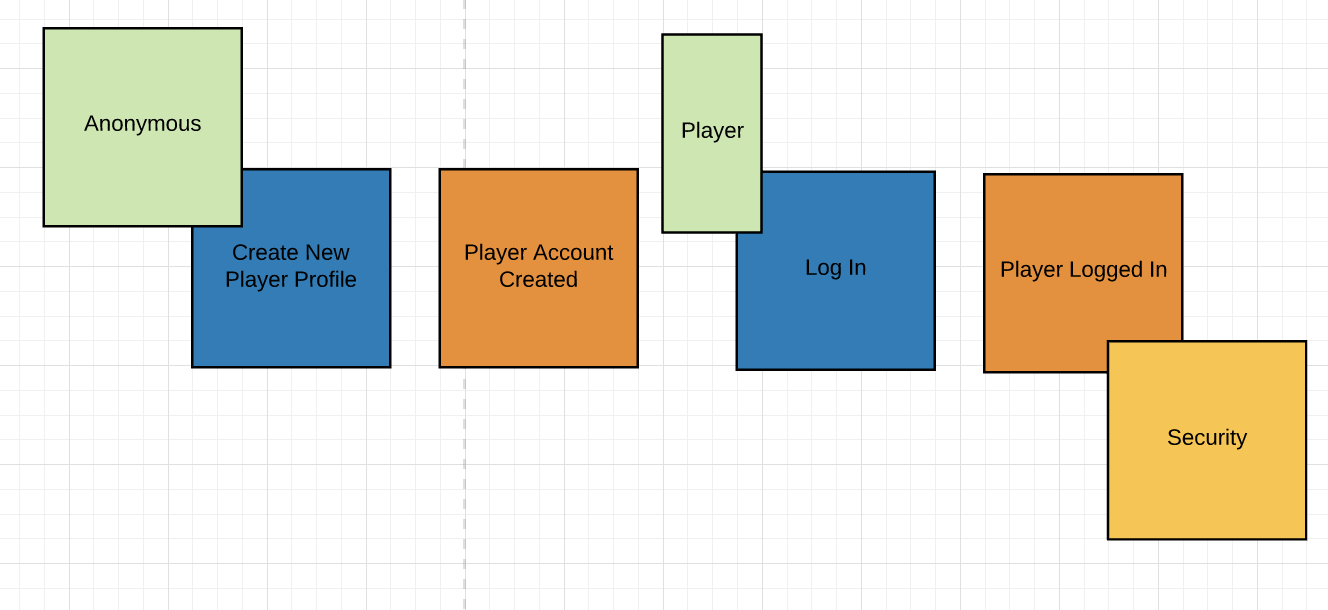 Anonymous
Create New
Player Profile
Player Account
Created
Player
Log In
Player Logged In
Security